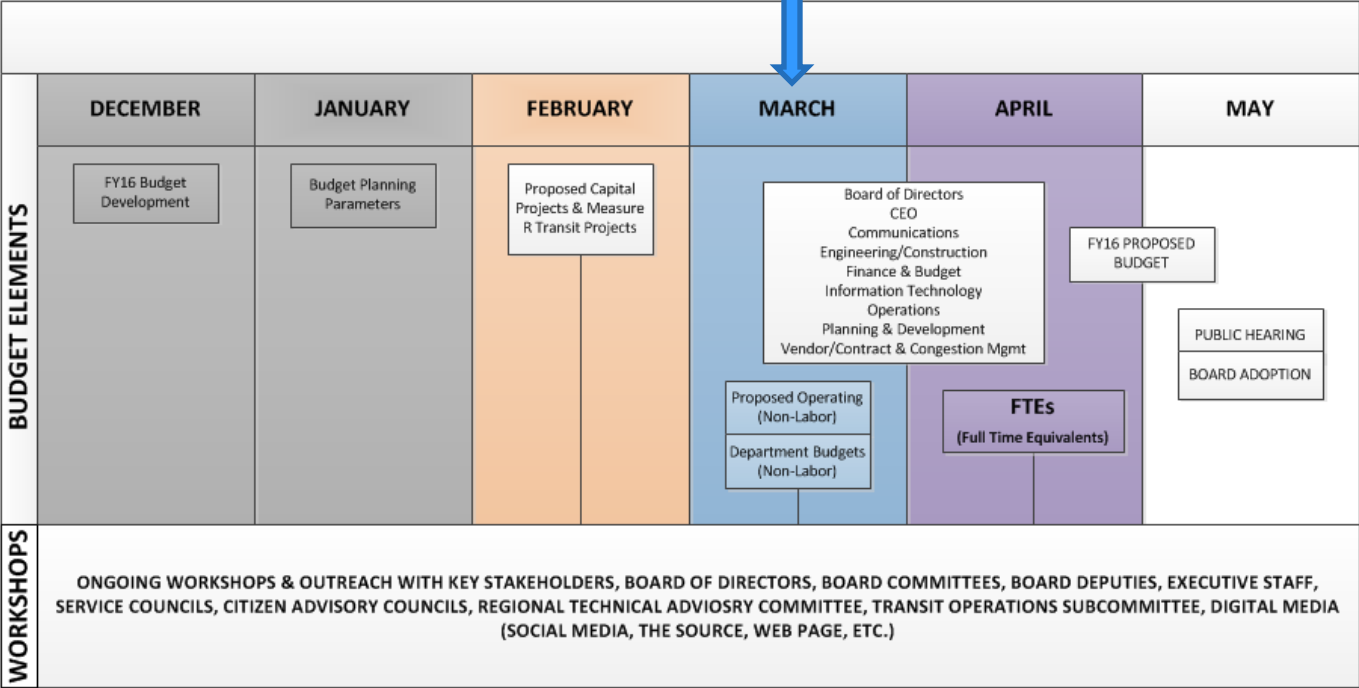 DECEMBER
JANUARY
FEBRUARY
MARCH
APRIL
MAY
BUDGET ELEMENTS
FY16 Budget
Development
Budget Planning
Parameters
Proposed Capital
Projects & Measure
R Transit Projects
Board of Directors
CEO
Communications
Engineering/Construction
Finance & Budget
Information Technology
Operations
Planning & Development
Vendor/Contract & Congestion Mgmt
Proposed Operating
(Non-Labor)
Department Budgets
(Non-Labor)
FY16 PROPOSED
BUDGET
FTEs
(Full Time Equivalents)
PUBLIC HEARING
BOARD ADOPTION
WORKSHOPS
ONGOING WORKSHOPS & OUTREACH WITH KEY STAKEHOLDERS, BOARD OF DIRECTORS, BOARD COMMITTEES, BOARD DEPUTIES, EXECUTIVE STAFF,
SERVICE COUNCILS, CITIZEN ADVISORY COUNCILS, REGIONAL TECHNICAL ADVIOSRY COMMITTEE, TRANSIT OPERATIONS SUBCOMMITTEE, DIGITAL MEDIA
(SOCIAL MEDIA, THE SOURCE, WEB PAGE, ETC.)